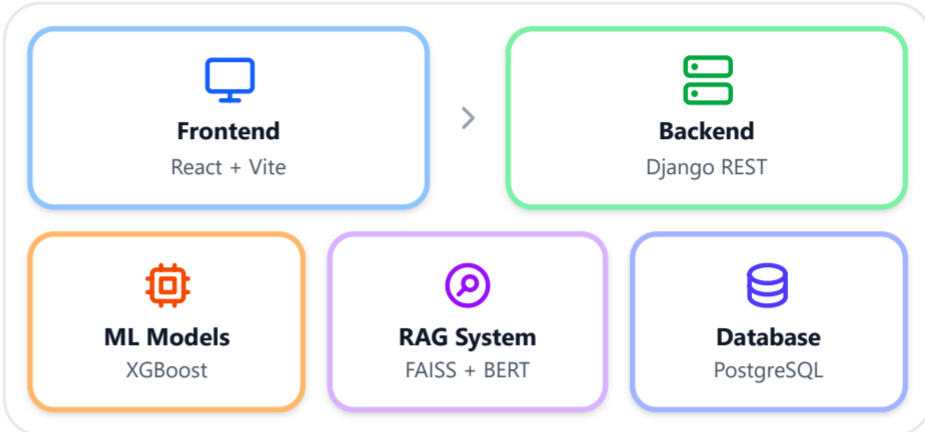 Frontend
React + Vite
Backend
Django REST
ML Models
XGBoost
RAG System
FAISS + BERT
Database
PostgreSQL